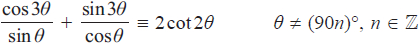 cos3θ/sinθ + sin3θ/cosθ ≡ 2cot2θ θ ≠ (90n)°, n ∈ ℤ